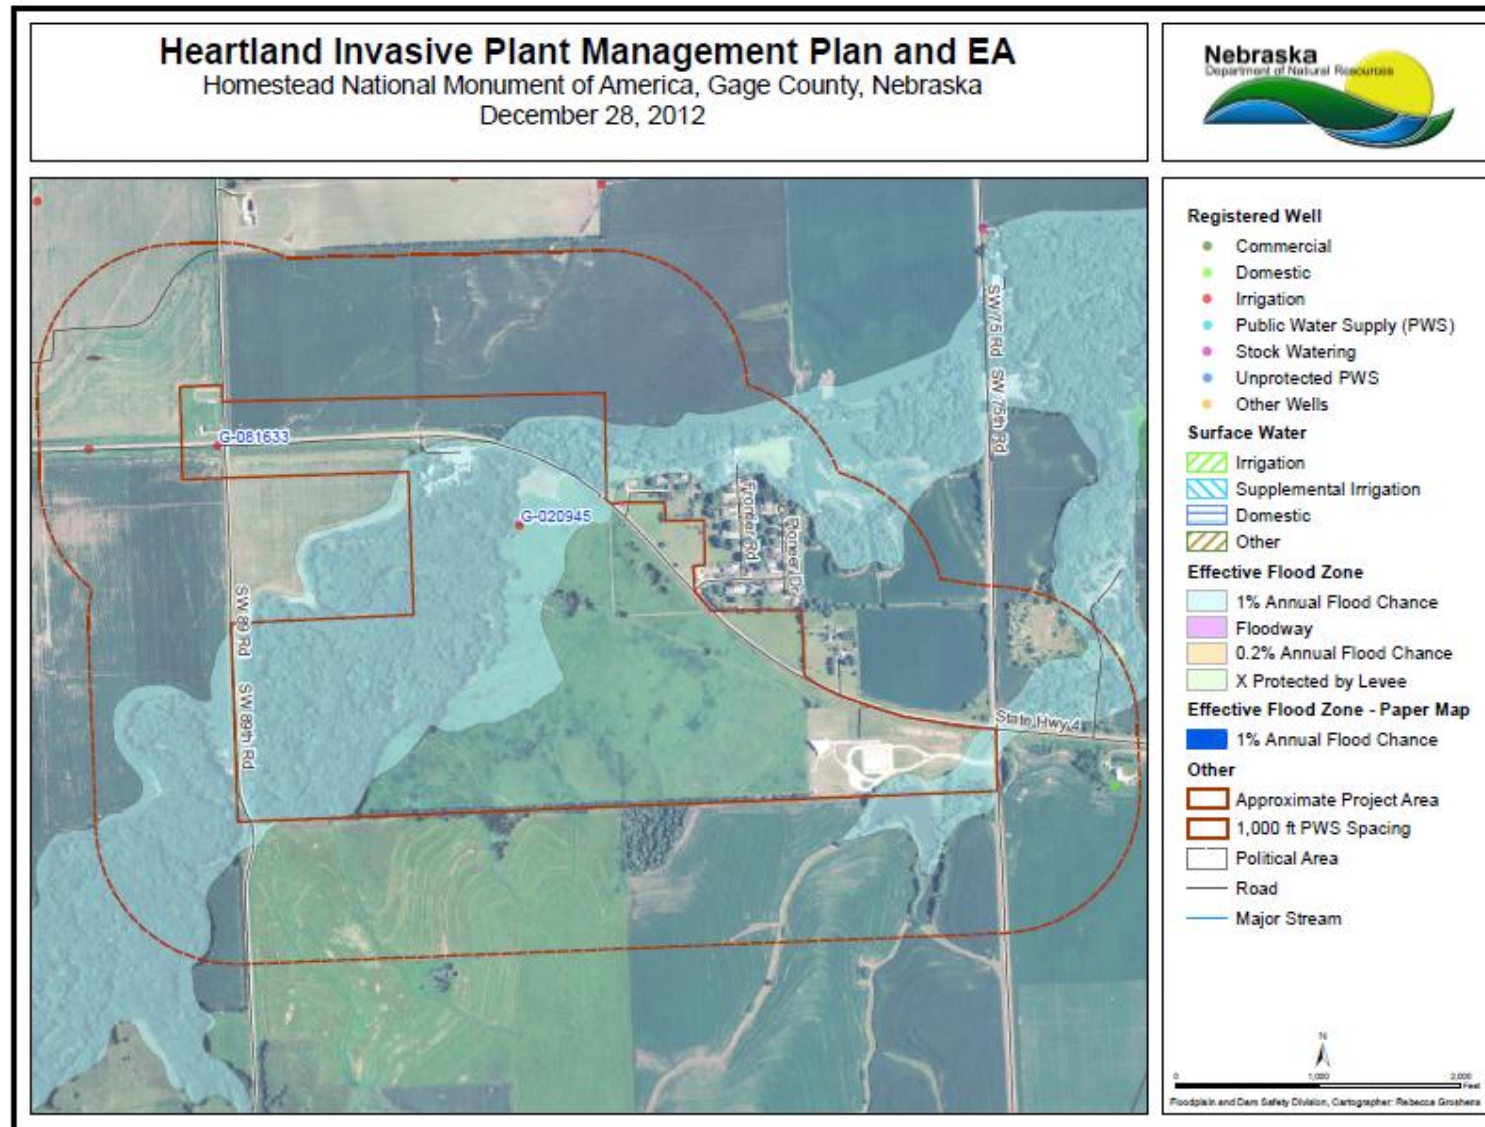 Heartland Invasive Plant Management Plan and EA
Homestead National Monument of America, Gage County, Nebraska
December 28, 2012
Nebraska
Department of Natural Resources
SW 75 Rd
SW 75th Rd
G-081633
G-020945
Frontier Rd
Pioneer Dr
SW 89 Rd
SW 89th Rd
State Hwy 4
Registered Well
Commercial
Domestic
Irrigation
Public Water Supply (PWS)
Stock Watering
Unprotected PWS
Other Wells
Surface Water
Irrigation
Supplemental Irrigation
Domestic
Other
Effective Flood Zone
1% Annual Flood Chance
Floodway
0.2% Annual Flood Chance
X Protected by Levee
Effective Flood Zone - Paper Map
1% Annual Flood Chance
Other
Approximate Project Area
1,000 ft PWS Spacing
Political Area
Road
Major Stream
N
0 1,000 2,000
Feet
Floodplain and Dam Safety Division, Cartographer: Rebecca Groshens